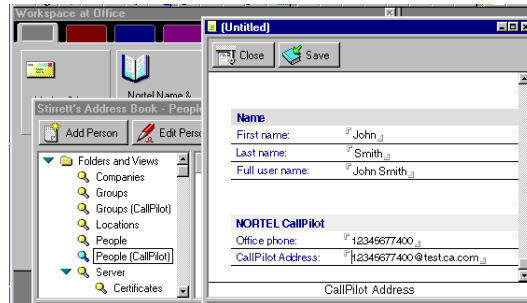 Workspace at Office
Nortel Name &
Stirrett's Address Book - People
Add Person
Edit Perso
Folders and Views
Companies
Groups
Groups (CallPilot)
Locations
People
People (CallPilot)
Server
Certificates
(Untitled)
Close
Save
Name
First name: John
Last name: Smith
Full user name: John Smith
NORTEL CallPilot
Office phone: 12345677400
CallPilot Address: 12345677400@test.ca.com
CallPilot Address